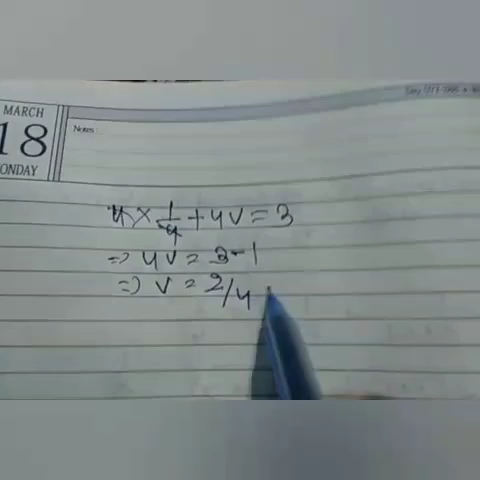 MARCH
18
MONDAY
Notes
4 × 1/4 + 4V = 3
⇒ 4V = 3-1
⇒ V = 2/4